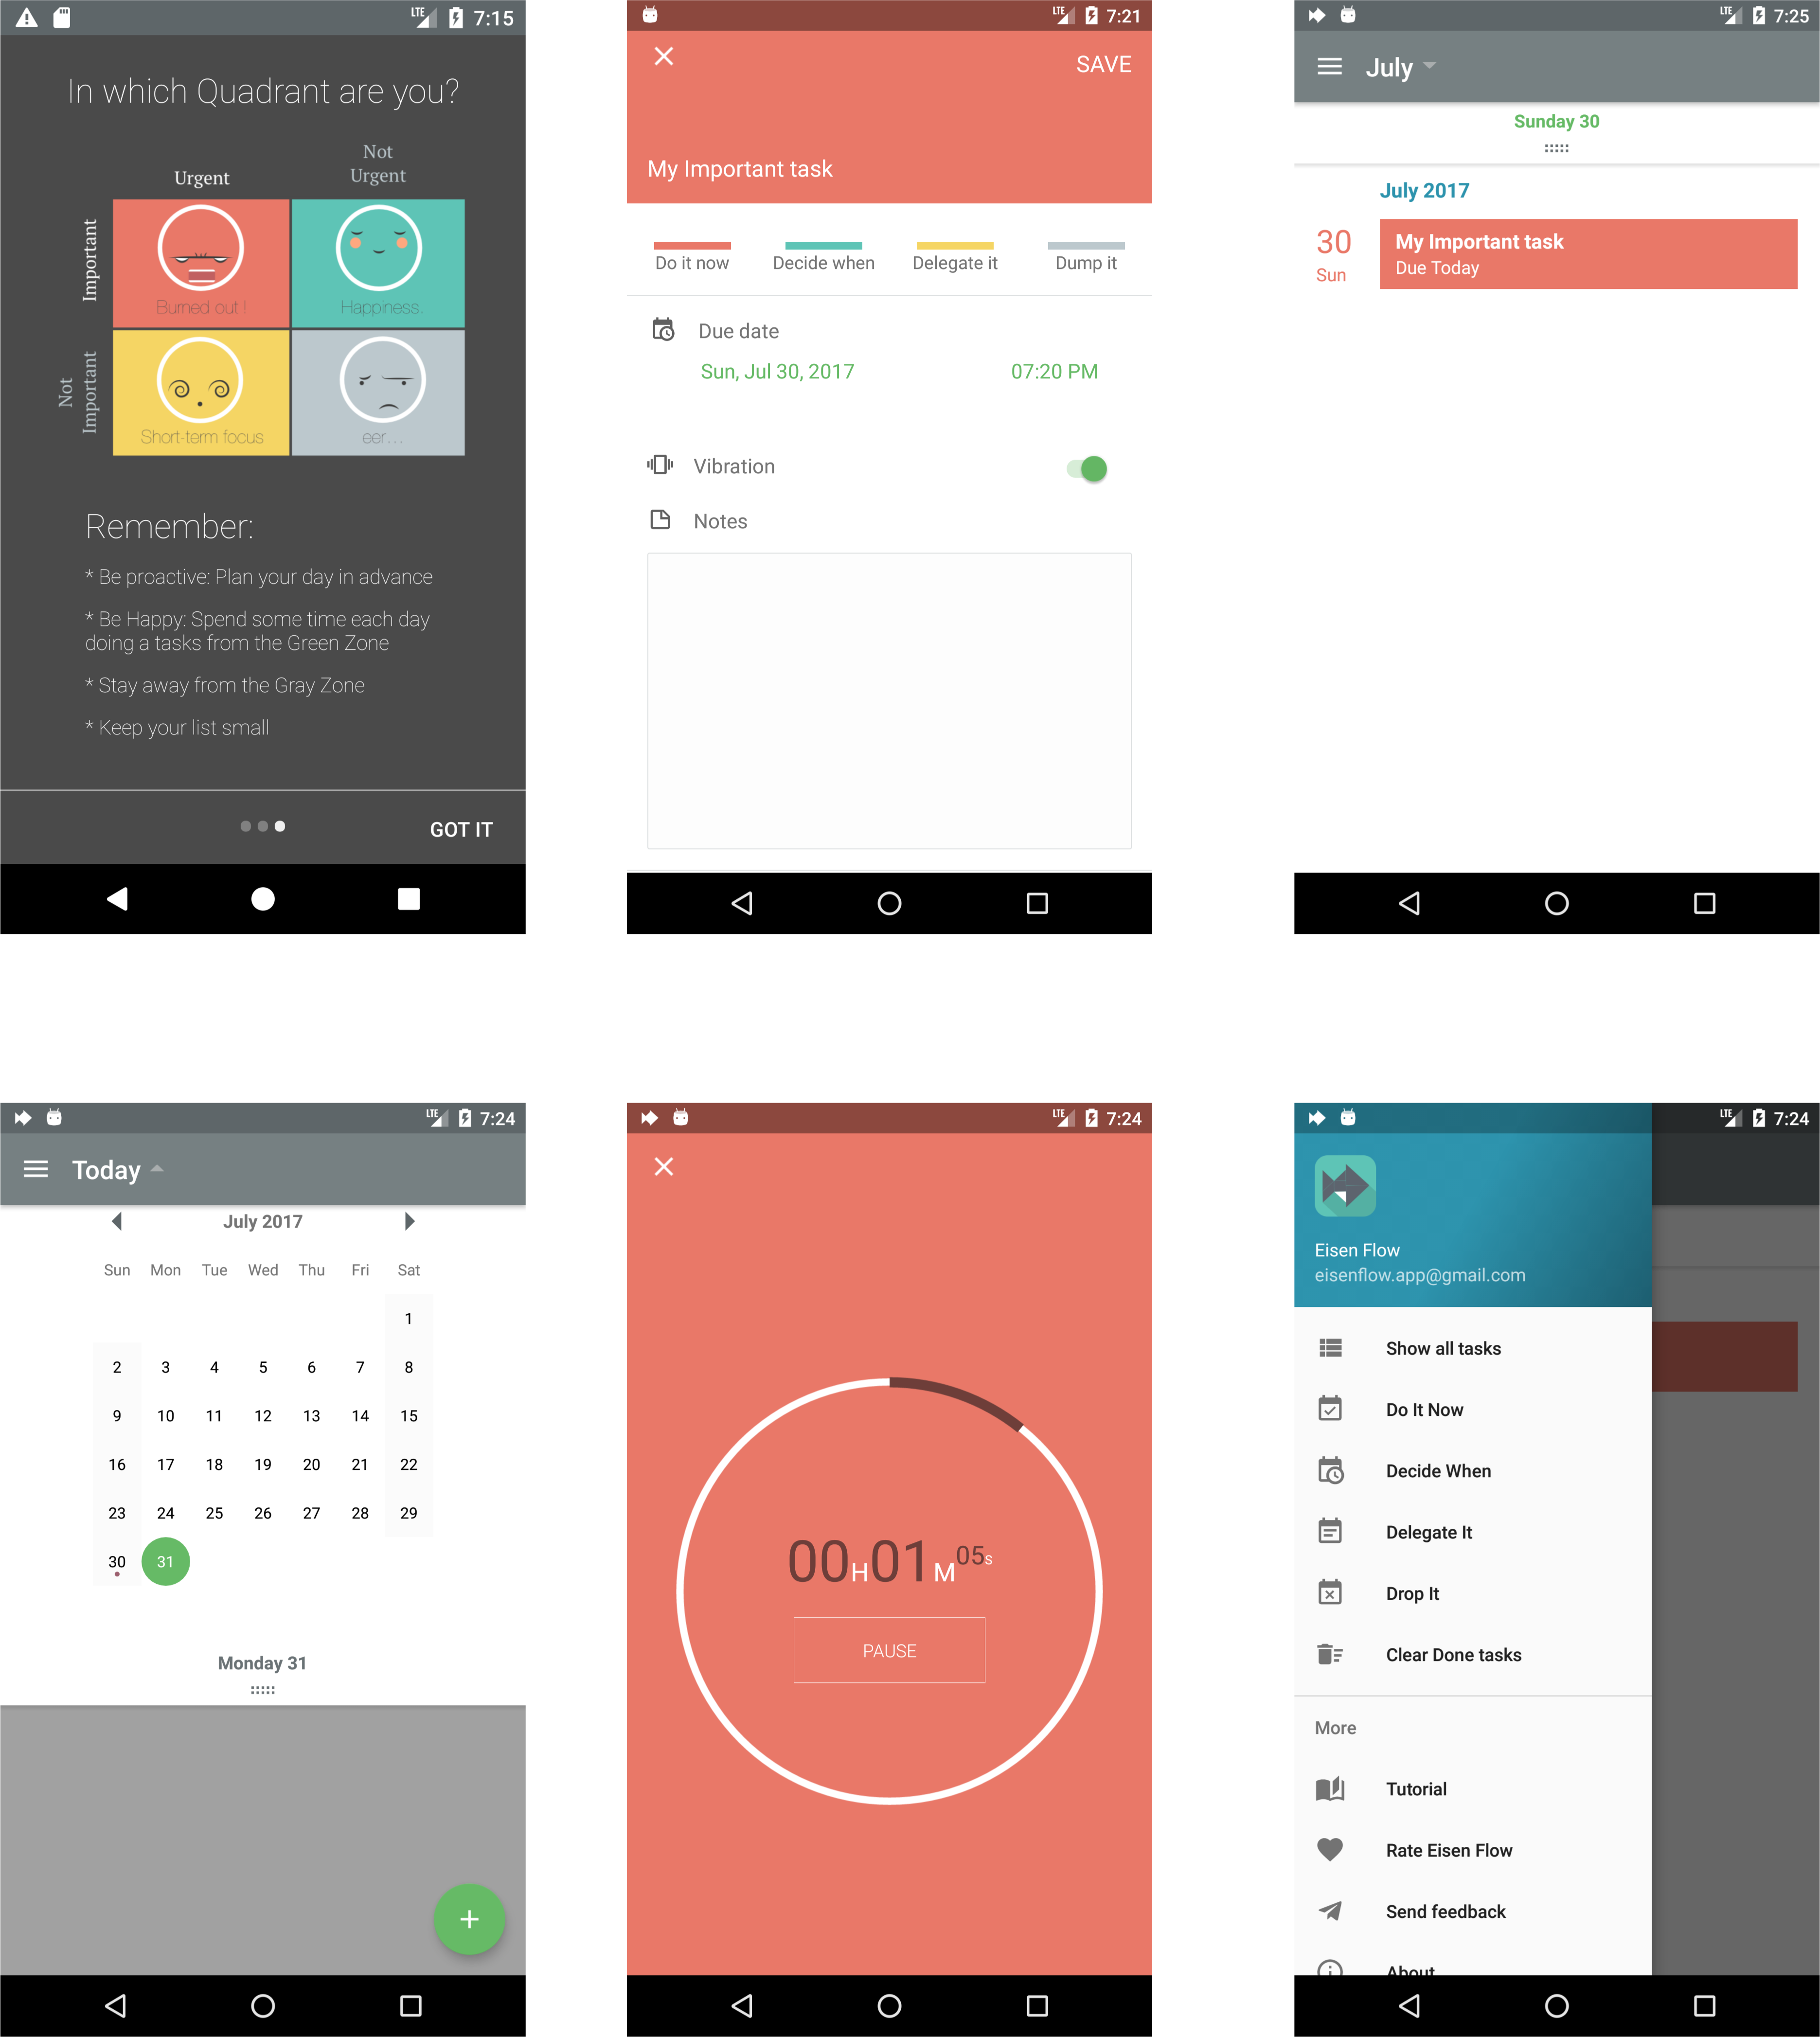 LTE 7:15
In which Quadrant are you?
Not
Urgent
Urgent
Important
Burned out !
Happiness.
Not
Important
Short-term focus
eer...
Remember:
* Be proactive: Plan your day in advance
* Be Happy: Spend some time each day
doing a tasks from the Green Zone
* Stay away from the Gray Zone
* Keep your list small
GOT IT
LTE 7:21
SAVE
My Important task
Do it now Decide when Delegate it Dump it
Due date
Sun, Jul 30, 2017 07:20 PM
Vibration
Notes
LTE 7:25
July
Sunday 30
July 2017
30
Sun
My Important task
Due Today
LTE 7:24
Today
July 2017
Sun Mon Tue Wed Thu Fri Sat
1
2 3 4 5 6 7 8
9 10 11 12 13 14 15
16 17 18 19 20 21 22
23 24 25 26 27 28 29
30 31
Monday 31
+
LTE 7:24
00H01M05s
PAUSE
LTE 7:24
Eisen Flow
eisenflow.app@gmail.com
Show all tasks
Do It Now
Decide When
Delegate It
Drop It
Clear Done tasks
More
Tutorial
Rate Eisen Flow
Send feedback
About